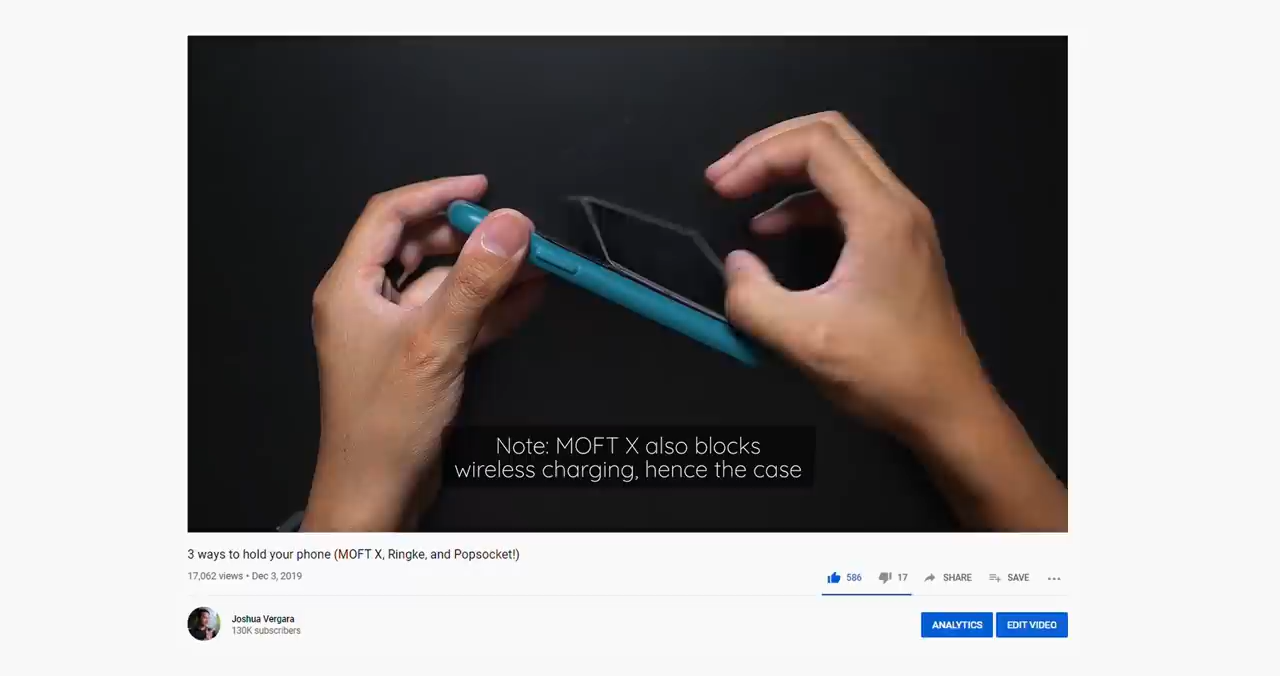 Note: MOFT X also blocks
wireless charging, hence the case
3 ways to hold your phone (MOFT X, Ringke, and Popsocket!)
17,062 views • Dec 3, 2019
586
17
SHARE
SAVE
Joshua Vergara
130K subscribers
ANALYTICS
EDIT VIDEO